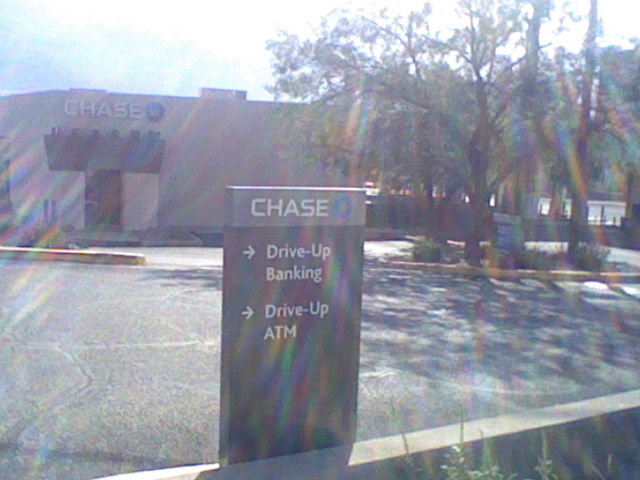 CHASE
CHASE
→ Drive-Up
Banking
→ Drive-Up
ATM